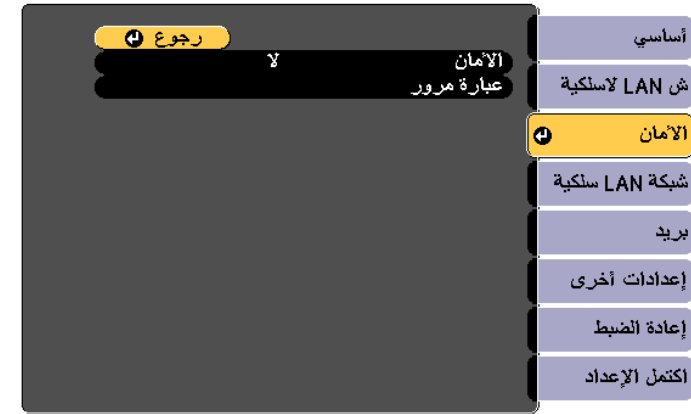 أساسي
ش LAN لاسلكية
الأمان
شبكة LAN سلكية
بريد
إعدادات أخرى
إعادة الضبط
اكتمل الإعداد
رجوع
الأمان لا
عبارة مرور